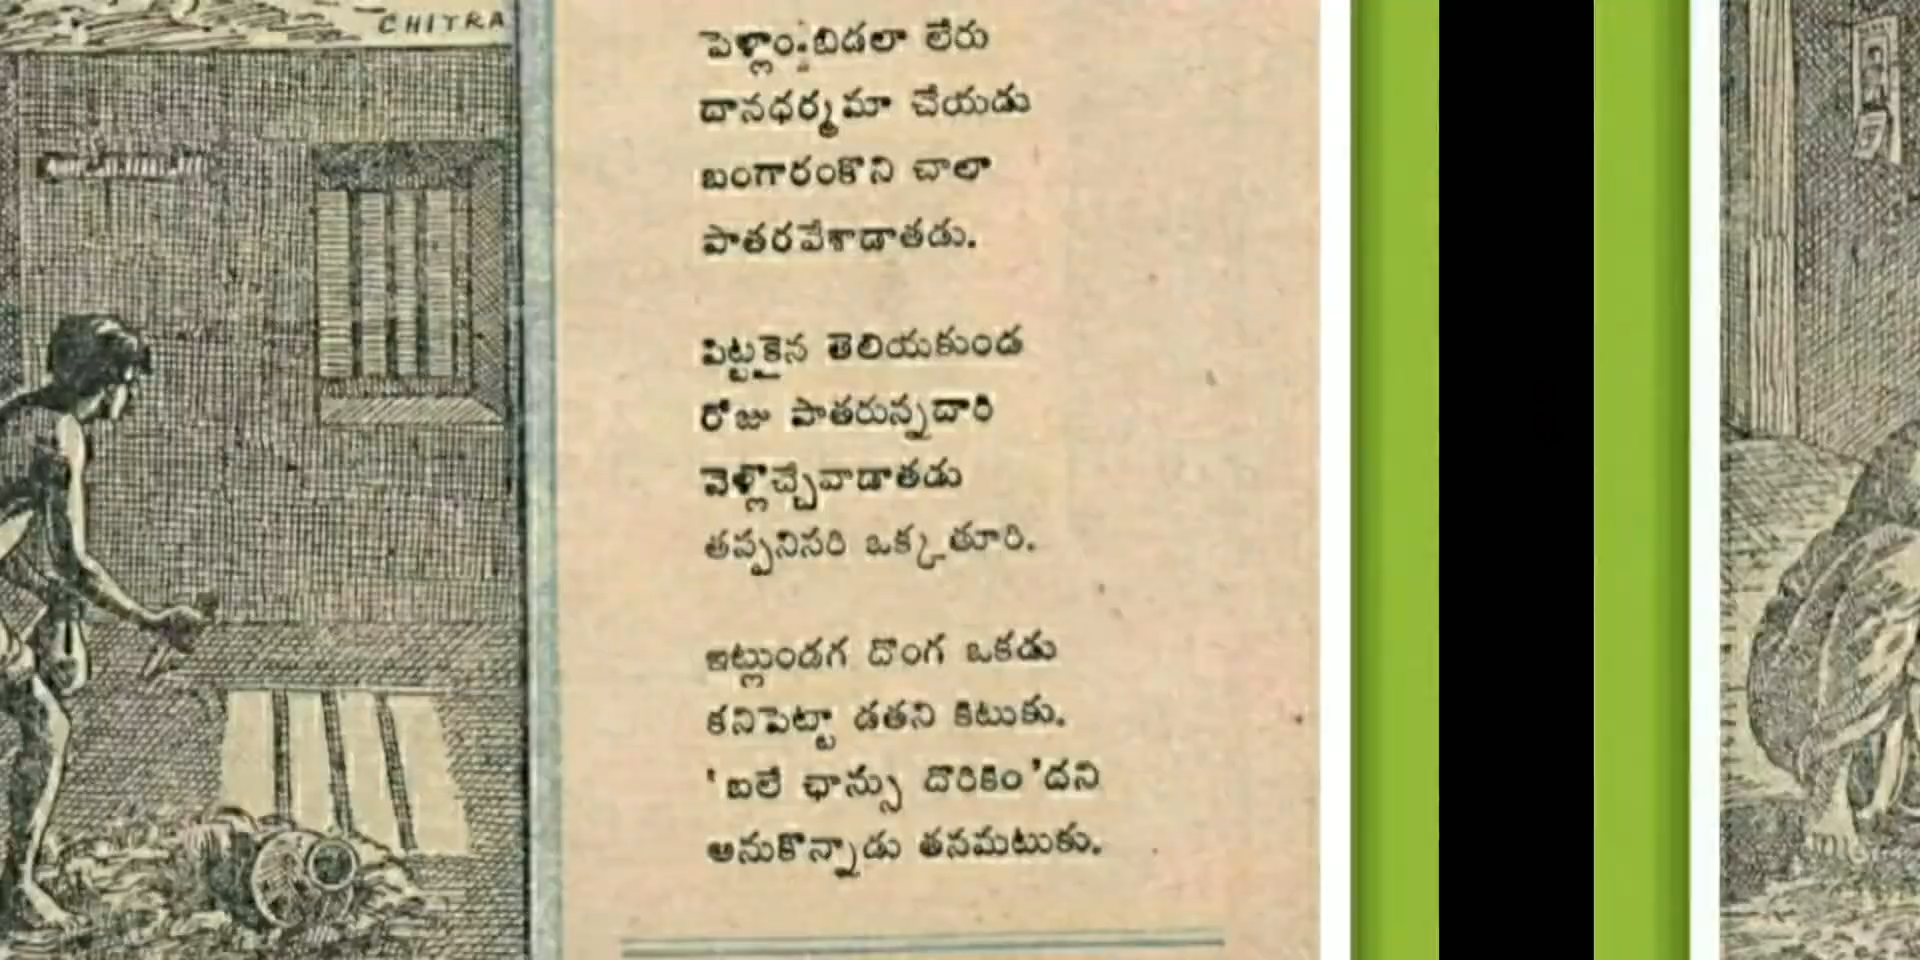 CHITRA
పెళ్లాం-బిడలా లేరు
దానధర్మమా చేయడు
బంగారంకొని చాలా
పాతరవేశాడాతడు.
పిట్టకైన తెలియకుండ
రోజు పాతరున్నదారి
వెళ్లొచ్చేవాడాతడు
తప్పనిసరి ఒక్కతూరి.
ఇట్లుండగ దొంగ ఒకడు
కనిపెట్టా డతని కిటుకు.
'బలే ఛాన్సు దొరికిం'దని
అనుకొన్నాడు తనమటుకు.